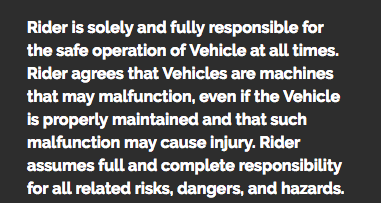 Rider is solely and fully responsible for
the safe operation of Vehicle at all times.
Rider agrees that Vehicles are machines
that may malfunction, even if the Vehicle
is properly maintained and that such
malfunction may cause injury. Rider
assumes full and complete responsibility
for all related risks, dangers, and hazards.